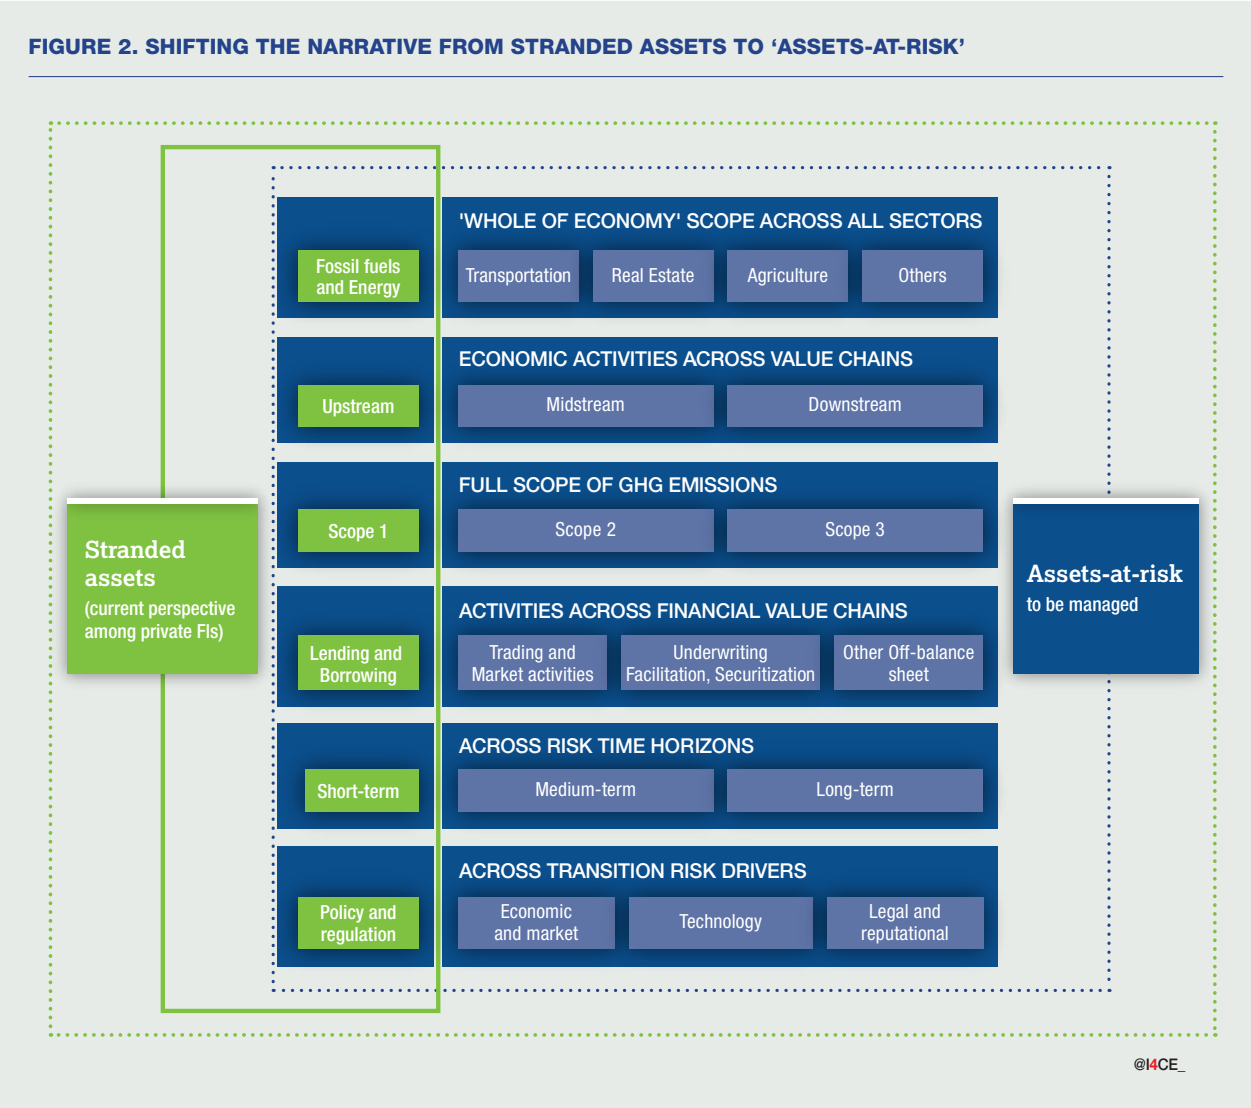 FIGURE 2. SHIFTING THE NARRATIVE FROM STRANDED ASSETS TO ‘ASSETS-AT-RISK’
'WHOLE OF ECONOMY' SCOPE ACROSS ALL SECTORS
Fossil fuels
and Energy
Transportation
Real Estate
Agriculture
Others
ECONOMIC ACTIVITIES ACROSS VALUE CHAINS
Upstream
Midstream
Downstream
FULL SCOPE OF GHG EMISSIONS
Scope 1
Scope 2
Scope 3
Stranded
assets
(current perspective
among private FIs)
Assets-at-risk
to be managed
ACTIVITIES ACROSS FINANCIAL VALUE CHAINS
Lending and
Borrowing
Trading and
Market activities
Underwriting
Facilitation, Securitization
Other Off-balance
sheet
ACROSS RISK TIME HORIZONS
Short-term
Medium-term
Long-term
ACROSS TRANSITION RISK DRIVERS
Policy and
regulation
Economic
and market
Technology
Legal and
reputational
@I4CE_